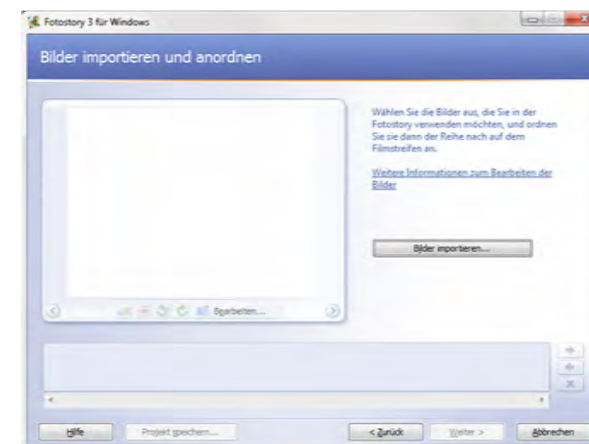 Fotostory 3 für Windows
Bilder importieren und anordnen
Wählen Sie die Bilder aus, die Sie in der
Fotostory verwenden möchten, und ordnen
Sie sie dann der Reihe nach auf dem
Filmstreifen an.
Weitere Informationen zum Bearbeiten der
Bilder
Bilder importieren...
Bearbeiten...
Hilfe
Projekt speichern...
< Zurück
Weiter >
Abbrechen